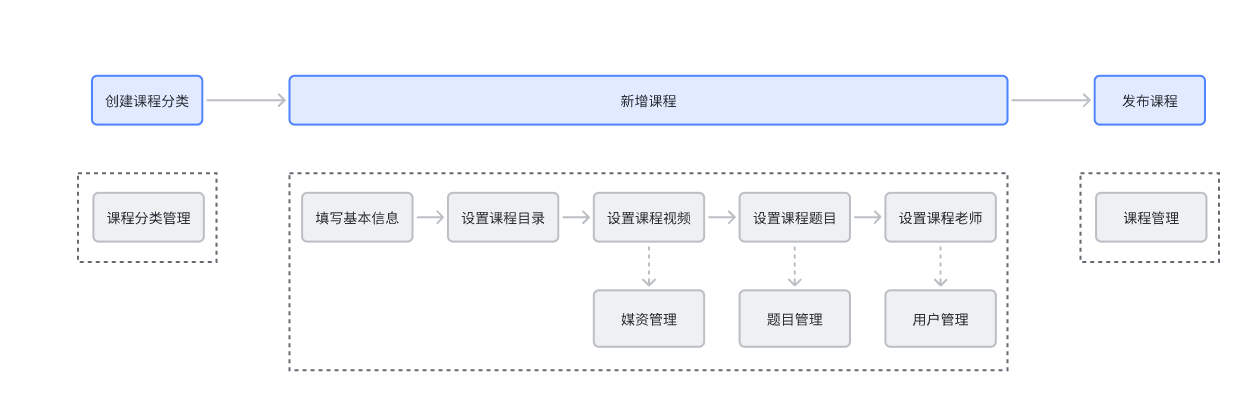 创建课程分类
新增课程
发布课程
课程分类管理
填写基本信息
设置课程目录
设置课程视频
设置课程题目
设置课程老师
课程管理
媒资管理
题目管理
用户管理